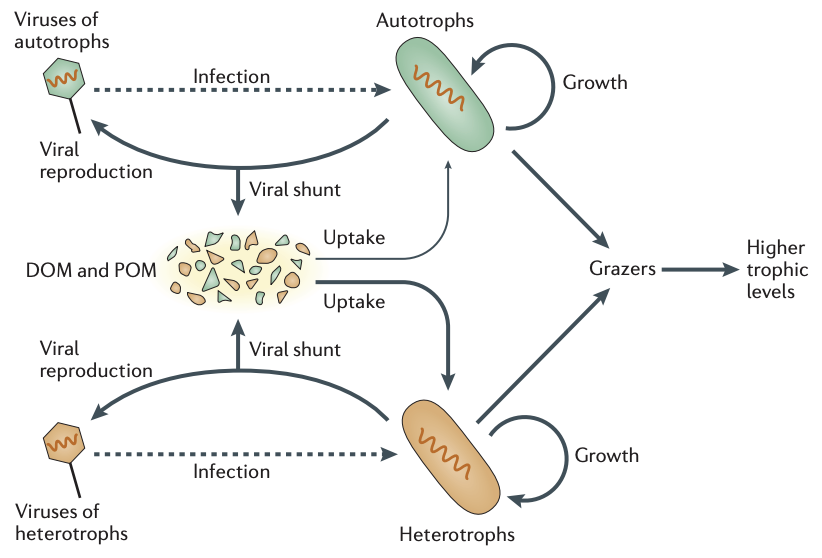 Viruses of
autotrophs
Autotrophs
Infection
Growth
Viral
reproduction
Viral shunt
Uptake
DOM and POM
Grazers
Higher
trophic
levels
Uptake
Viral
reproduction
Viral shunt
Infection
Growth
Viruses of
heterotrophs
Heterotrophs